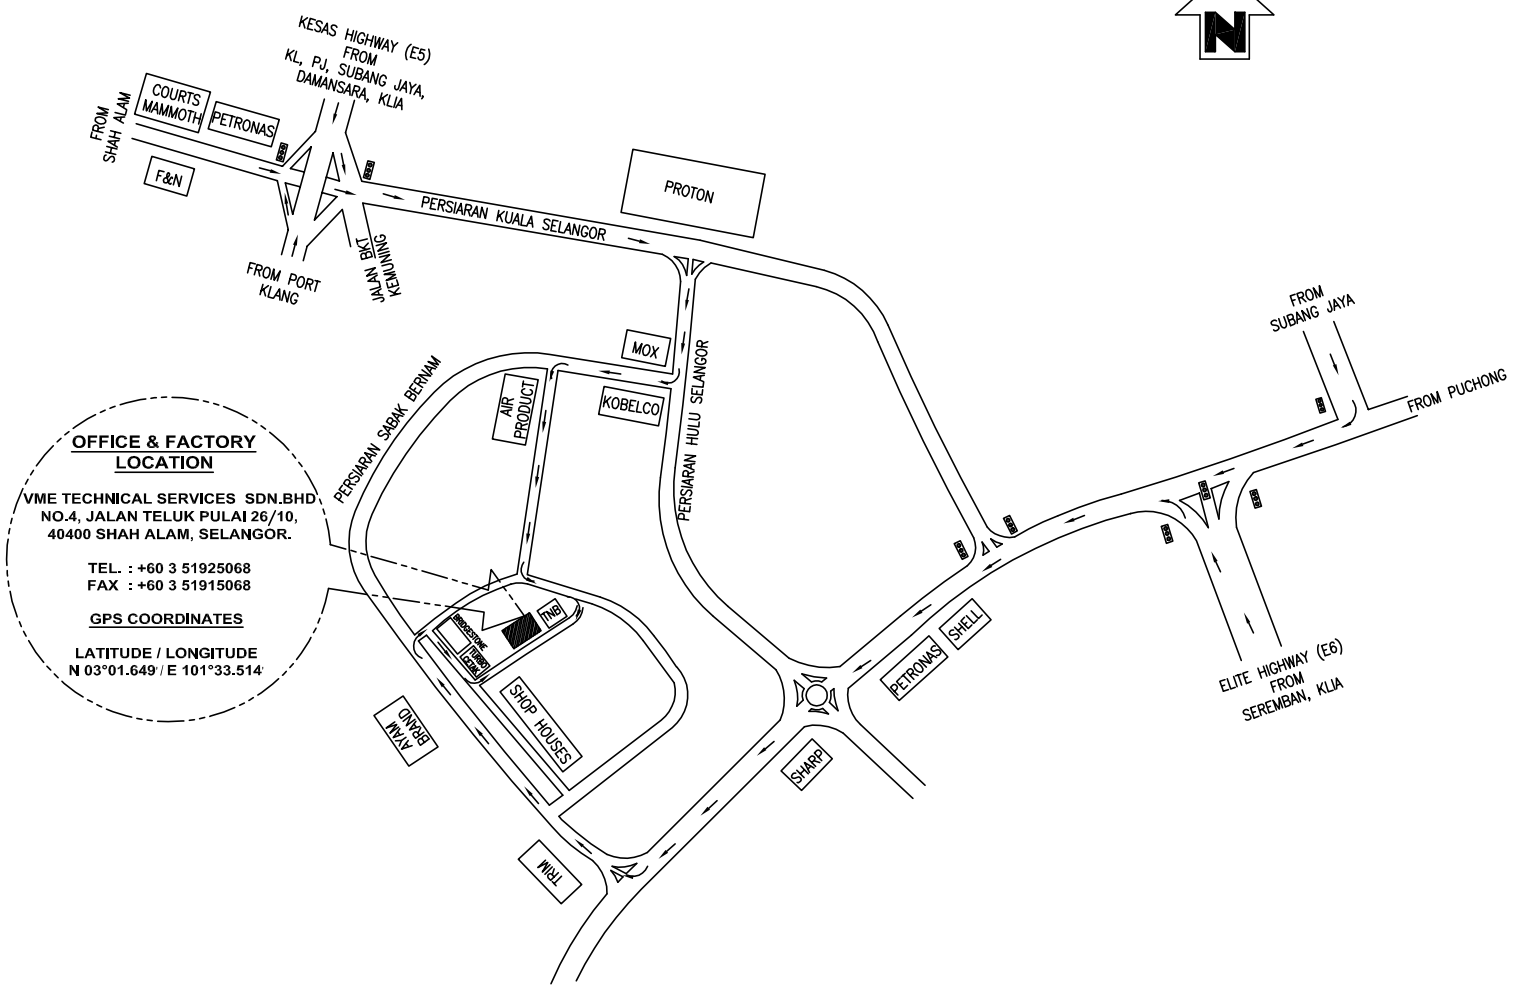 N
KESAS HIGHWAY (E5)
FROM
KL, PJ, SUBANG JAYA,
DAMANSARA, KLIA
COURTS
MAMMOTH
PETRONAS
FROM
SHAH ALAM
F&N
FROM PORT
KLANG
JALAN BKT
KEMUNING
PERSIARAN KUALA SELANGOR
PROTON
MOX
KOBELCO
AIR
PRODUCT
PERSIARAN SABAK BERNAM
PERSIARAN HULU SELANGOR
FROM
SUBANG JAYA
FROM PUCHONG
ELITE HIGHWAY (E6)
FROM
SEREMBAN, KLIA
OFFICE & FACTORY
LOCATION
VME TECHNICAL SERVICES SDN.BHD
NO.4, JALAN TELUK PULAI 26/10,
40400 SHAH ALAM, SELANGOR.
TEL. : +60 3 51925068
FAX : +60 3 51915068
GPS COORDINATES
LATITUDE / LONGITUDE
N 03°01.649' / E 101°33.514'
BRIDGESTONE
TURBO
TNB
SHOP HOUSES
AYAM
BRAND
TRIM
SHARP
PETRONAS
SHELL